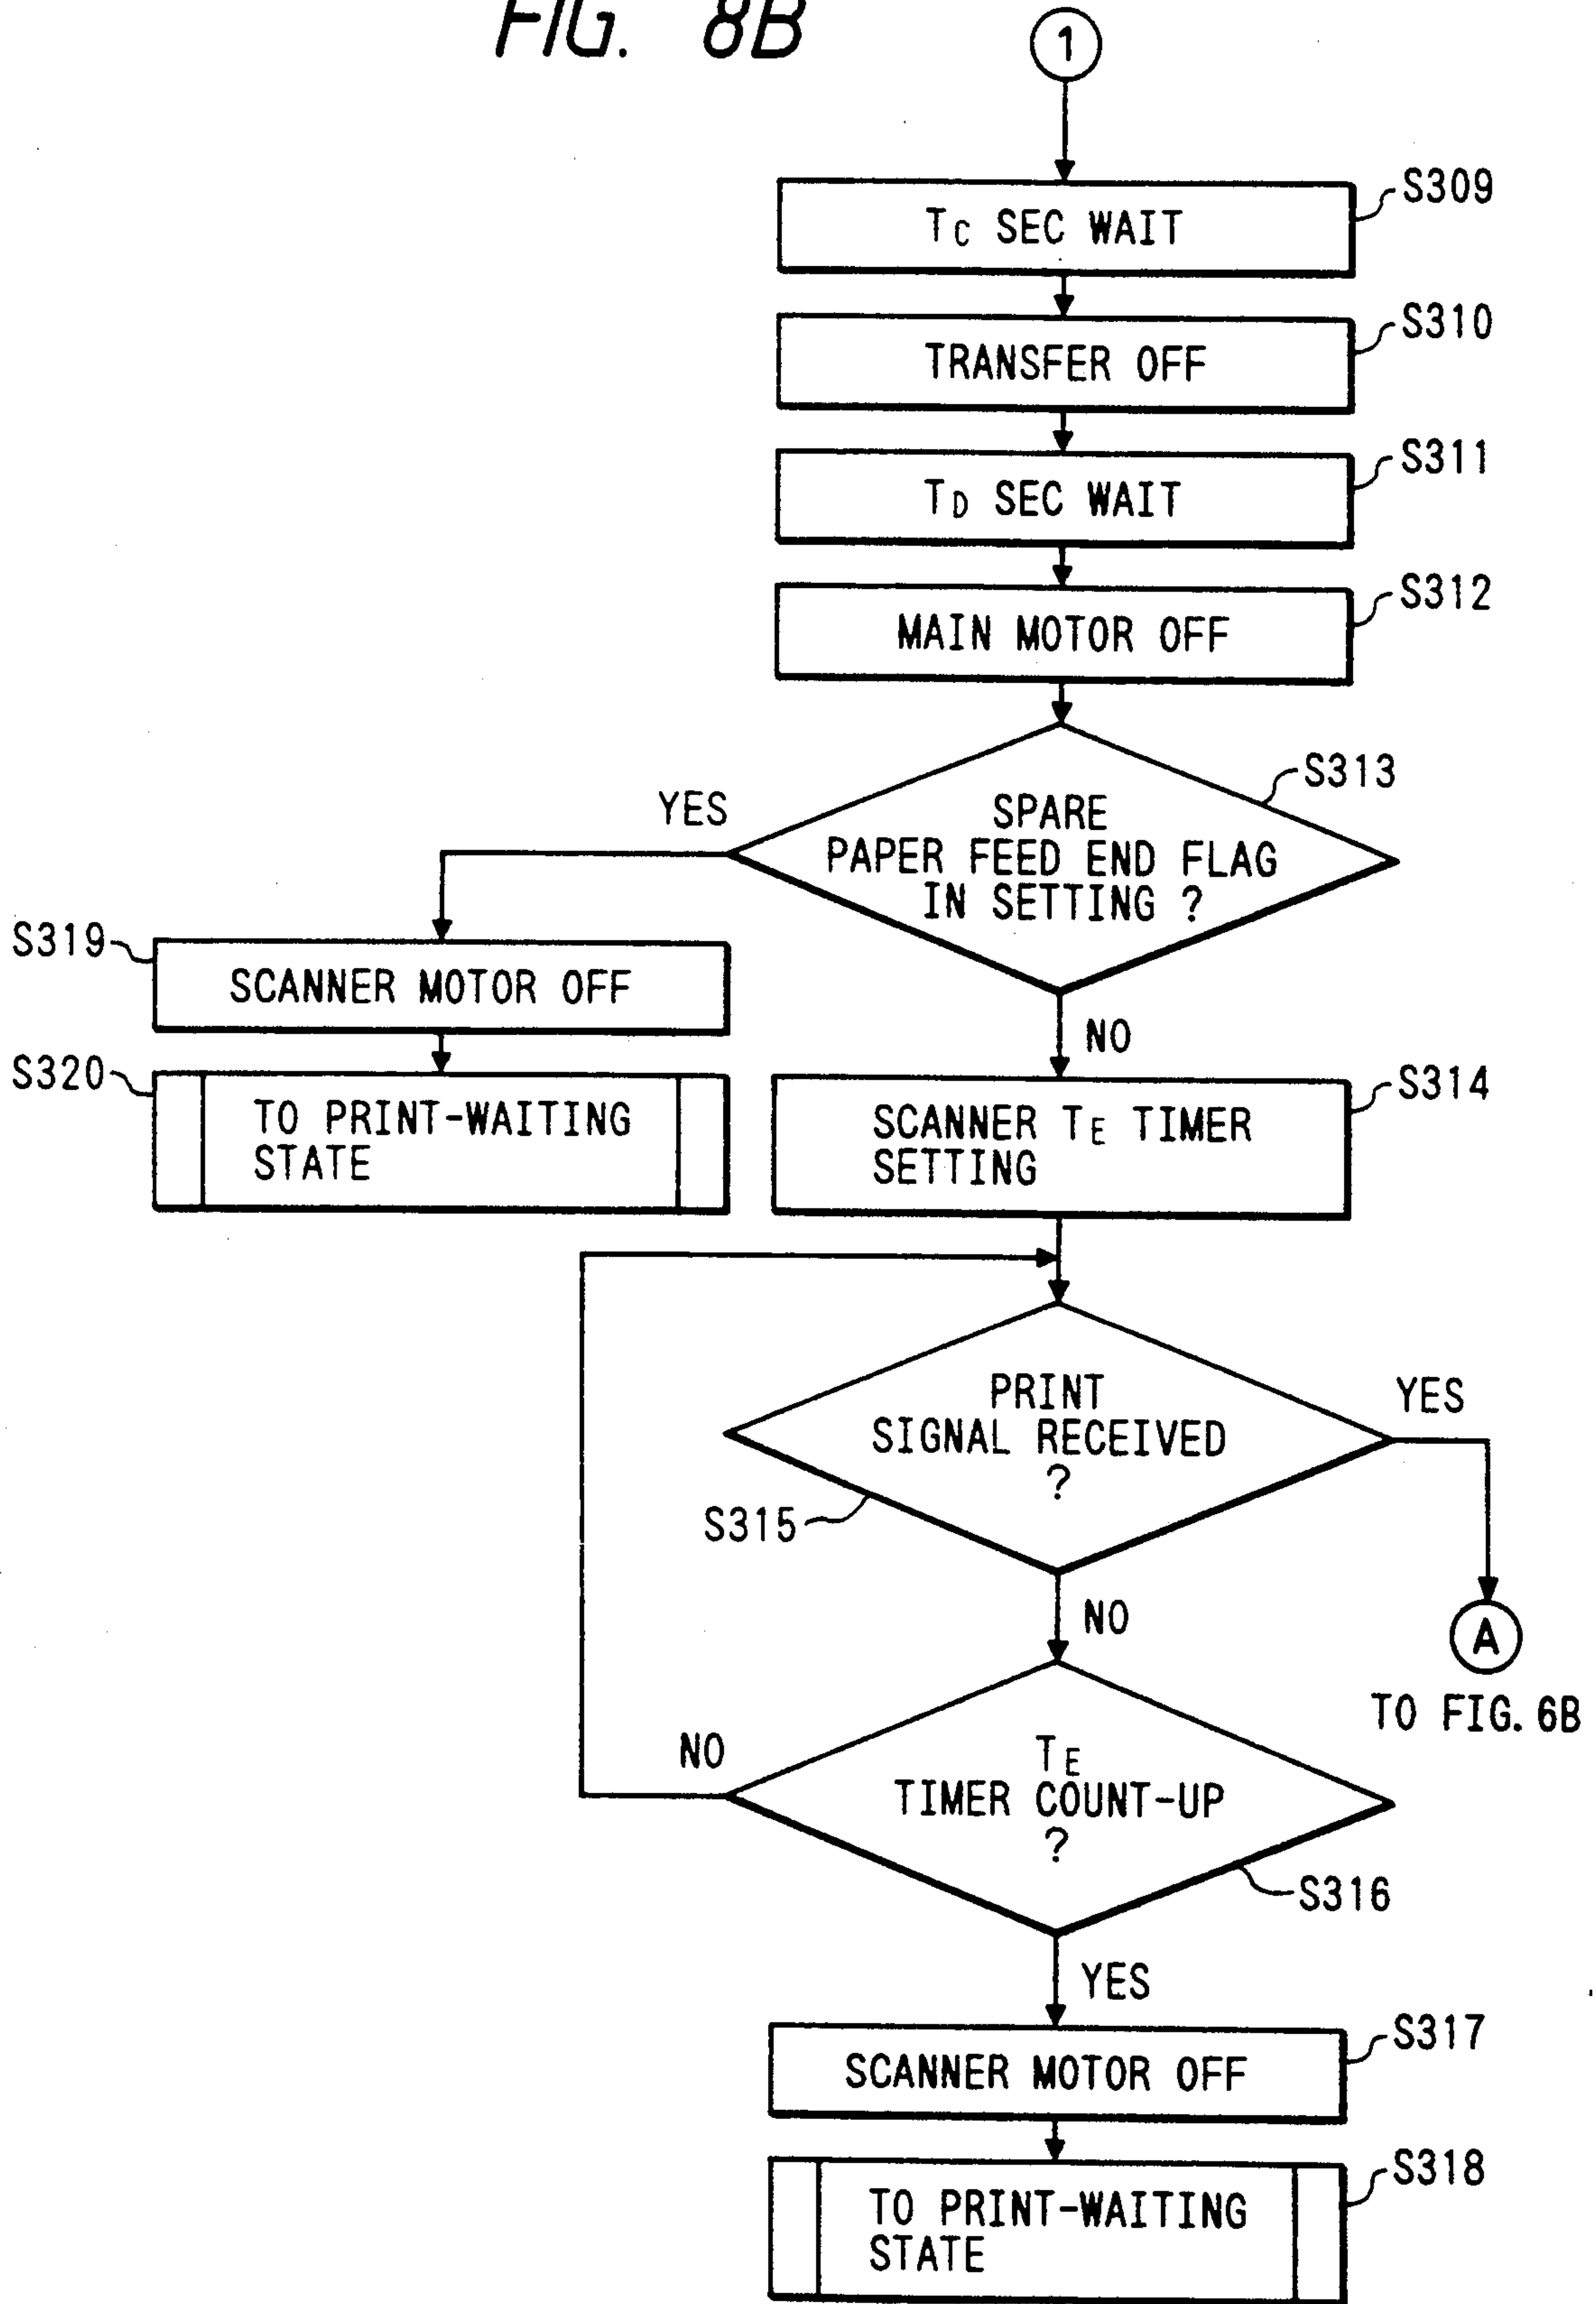 FIG. 8B
1
S309
TC SEC WAIT
S310
TRANSFER OFF
S311
TD SEC WAIT
S312
MAIN MOTOR OFF
S313
YES
SPARE
PAPER FEED END FLAG
IN SETTING ?
S319
SCANNER MOTOR OFF
NO
S320
TO PRINT-WAITING
STATE
S314
SCANNER TE TIMER
SETTING
PRINT
SIGNAL RECEIVED
?
YES
S315
NO
A
TO FIG. 6B
NO
TE
TIMER COUNT-UP
?
S316
YES
S317
SCANNER MOTOR OFF
S318
TO PRINT-WAITING
STATE